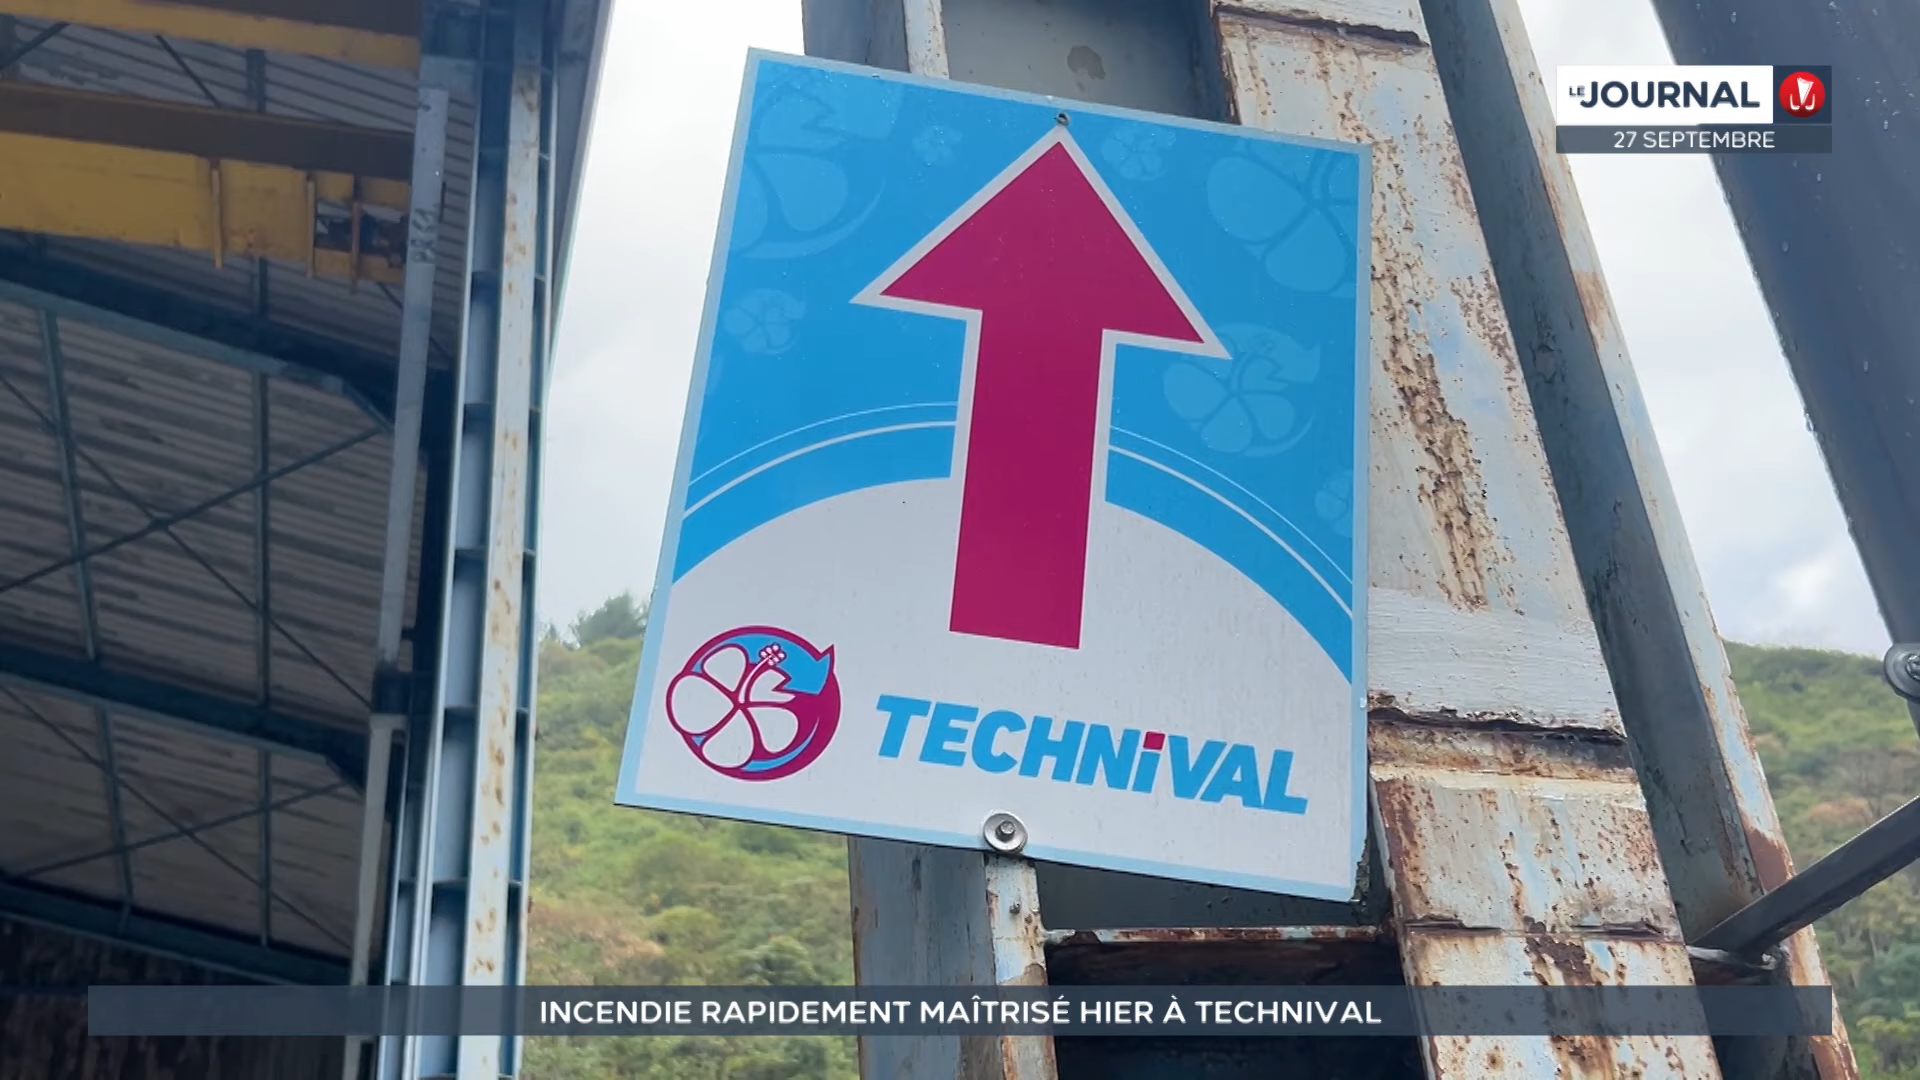 LE JOURNAL
27 SEPTEMBRE
TECHNiVAL
INCENDIE RAPIDEMENT MAÎTRISÉ HIER À TECHNIVAL